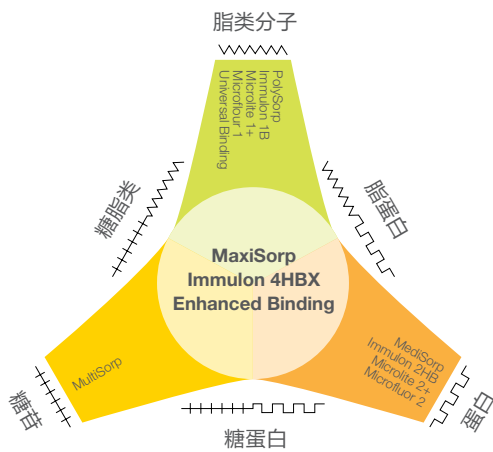 脂类分子
PolySorp
Immulon 1B
Microlite 1+
Microflour 1
Universal Binding
糖脂类
脂蛋白
MaxiSorp
Immulon 4HBX
Enhanced Binding
MultiSorp
MediSorp
Immulon 2HB
Microlite 2+
Microfluor 2
糖苷
糖蛋白
蛋白